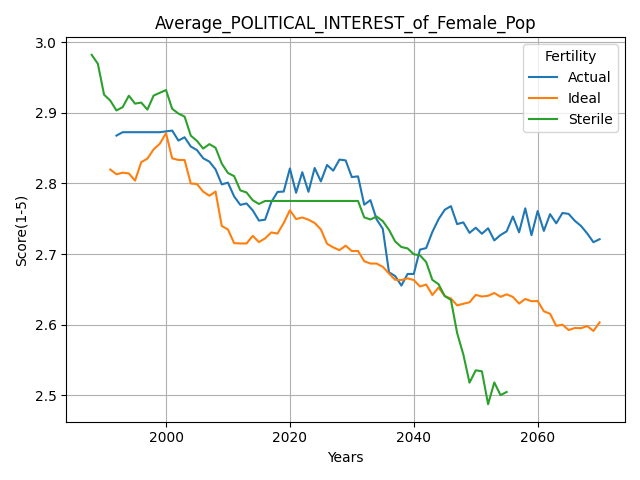 Average_POLITICAL_INTEREST_of_Female_Pop
3.0
2.9
2.8
2.7
2.6
2.5
Score(1-5)
Fertility
Actual
Ideal
Sterile
2000
2020
2040
2060
Years